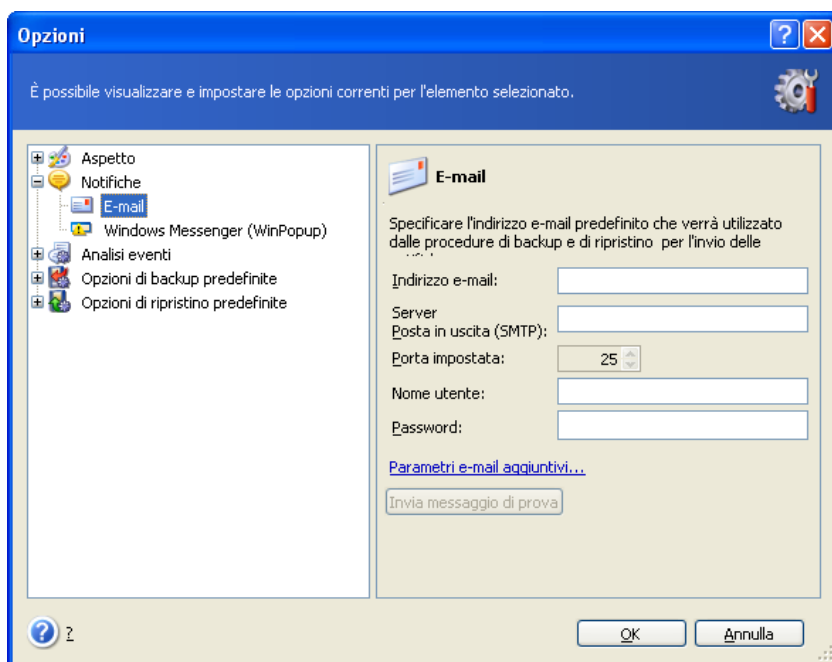 Opzioni
È possibile visualizzare e impostare le opzioni correnti per l'elemento selezionato.
Aspetto
Notifiche
E-mail
Windows Messenger (WinPopup)
Analisi eventi
Opzioni di backup predefinite
Opzioni di ripristino predefinite
E-mail
Specificare l'indirizzo e-mail predefinito che verrà utilizzato
dalle procedure di backup e di ripristino per l'invio delle
Indirizzo e-mail:
Server
Posta in uscita (SMTP):
Porta impostata:
25
Nome utente:
Password:
Parametri e-mail aggiuntivi...
Invia messaggio di prova
?
OK
Annulla